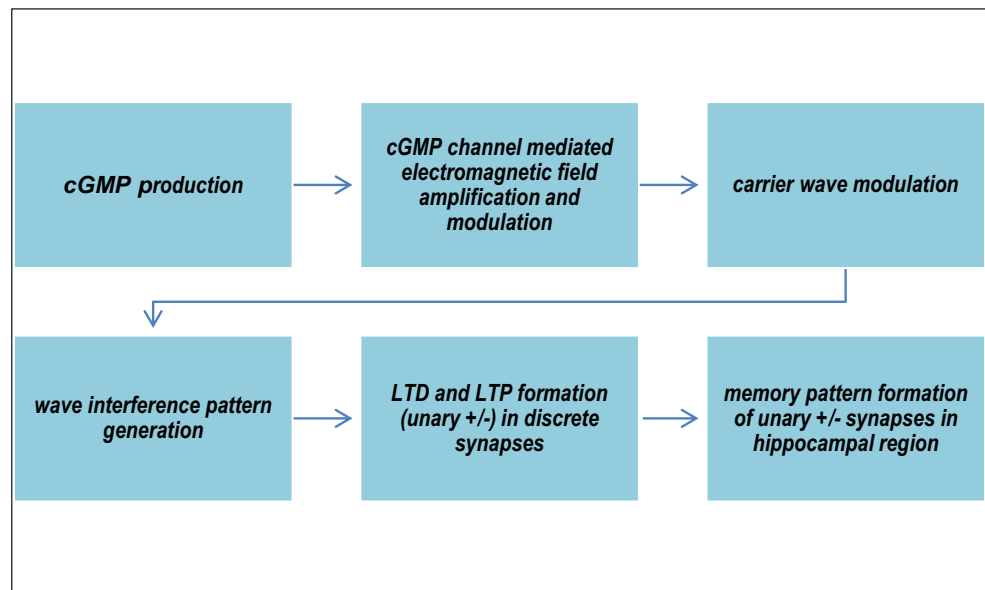 cGMP production
cGMP channel mediated
electromagnetic field
amplification and
modulation
carrier wave modulation
wave interference pattern
generation
LTD and LTP formation
(unary +/-) in discrete
synapses
memory pattern formation
of unary +/- synapses in
hippocampal region